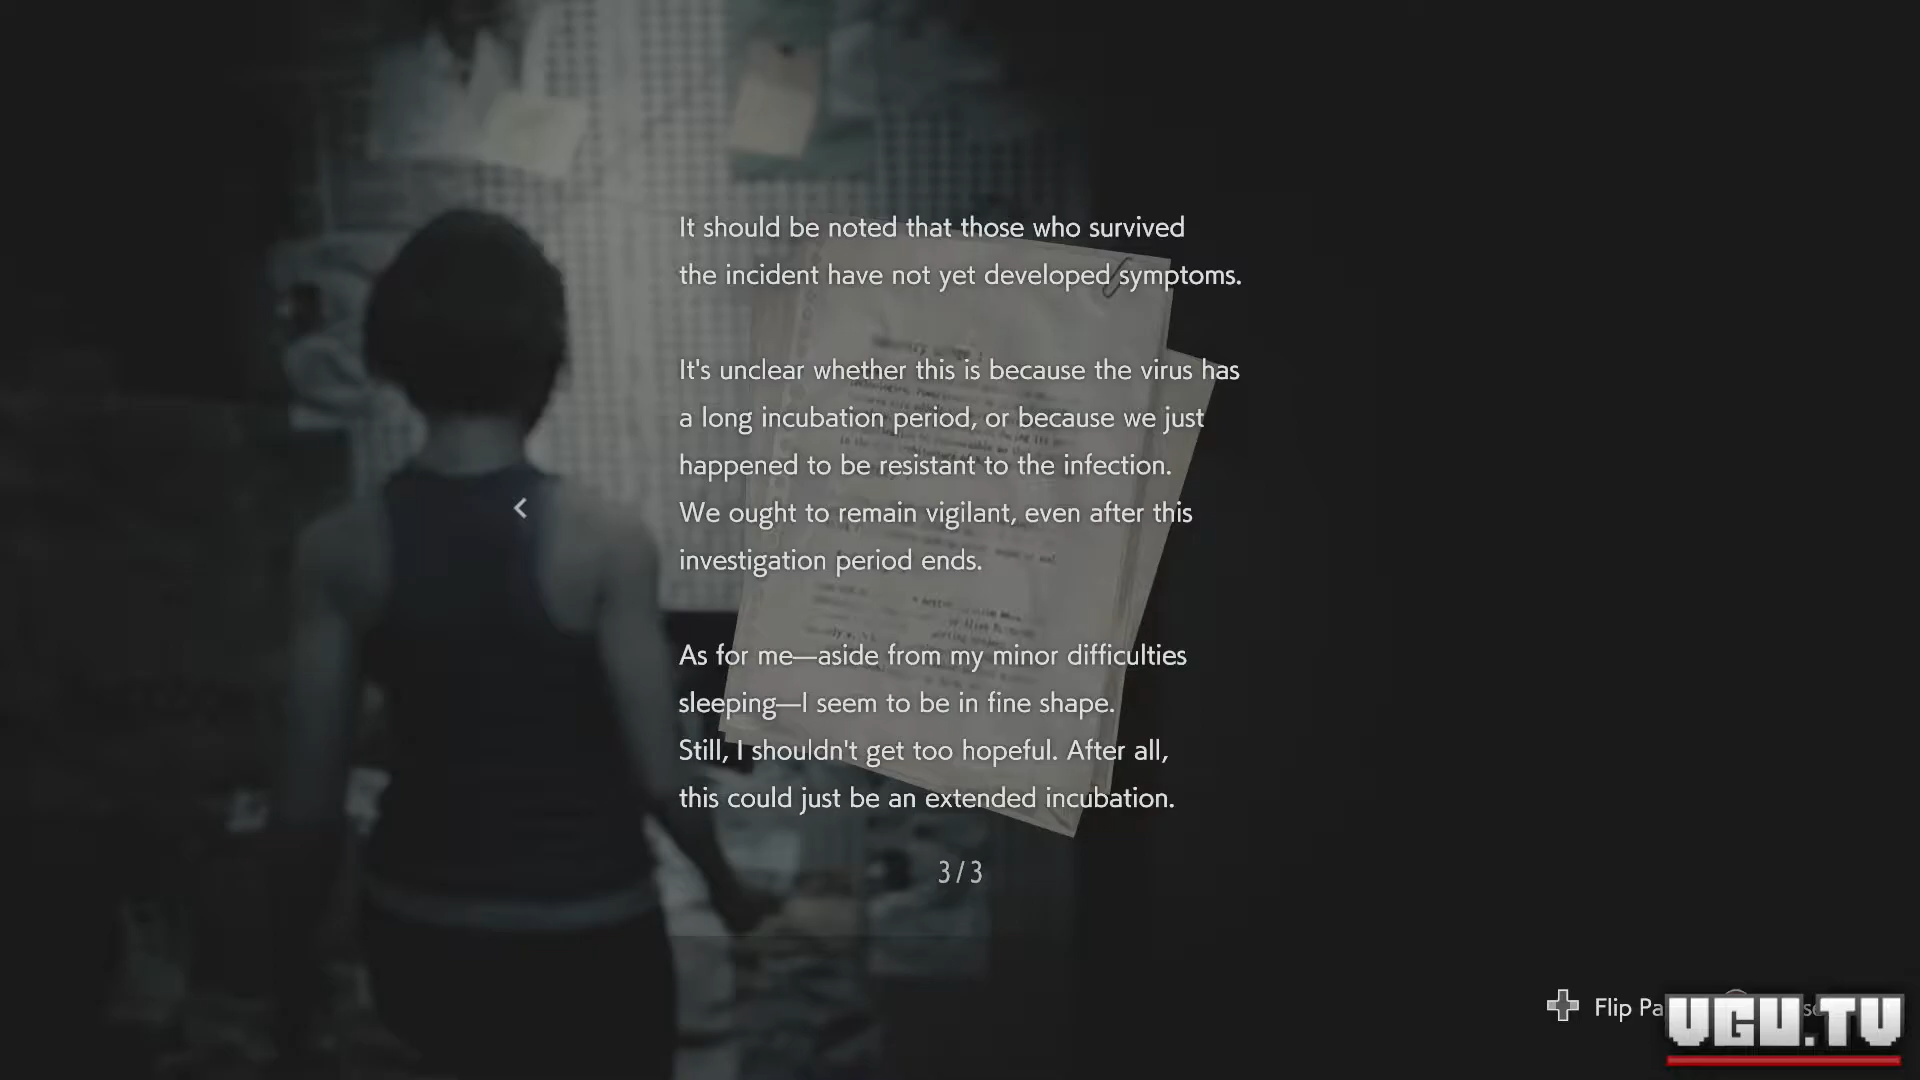 It should be noted that those who survived
the incident have not yet developed symptoms.
It's unclear whether this is because the virus has
a long incubation period, or because we just
happened to be resistant to the infection.
We ought to remain vigilant, even after this
investigation period ends.
As for me—aside from my minor difficulties
sleeping—I seem to be in fine shape.
Still, I shouldn't get too hopeful. After all,
this could just be an extended incubation.
3/3
Flip
VGU.TV